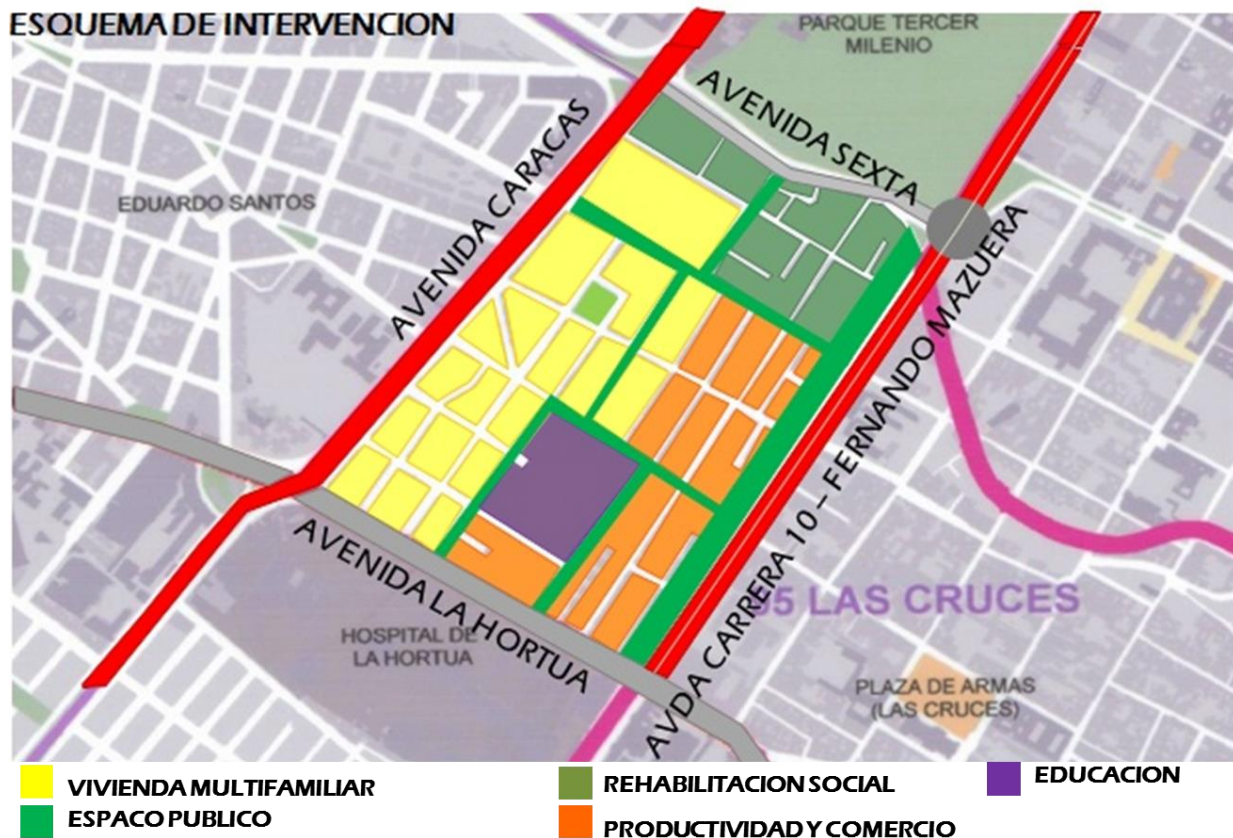 ESQUEMA DE INTERVENCION
PARQUE TERCER
MILENIO
AVENIDA SEXTA
AVENIDA CARACAS
EDUARDO SANTOS
AVDA CARRERA 10 – FERNANDO MAZUERA
AVENIDA LA HORTUA
95 LAS CRUCES
HOSPITAL DE
LA HORTUA
PLAZA DE ARMAS
(LAS CRUCES)
VIVIENDA MULTIFAMILIAR
ESPACO PUBLICO
REHABILITACION SOCIAL
PRODUCTIVIDAD Y COMERCIO
EDUCACION